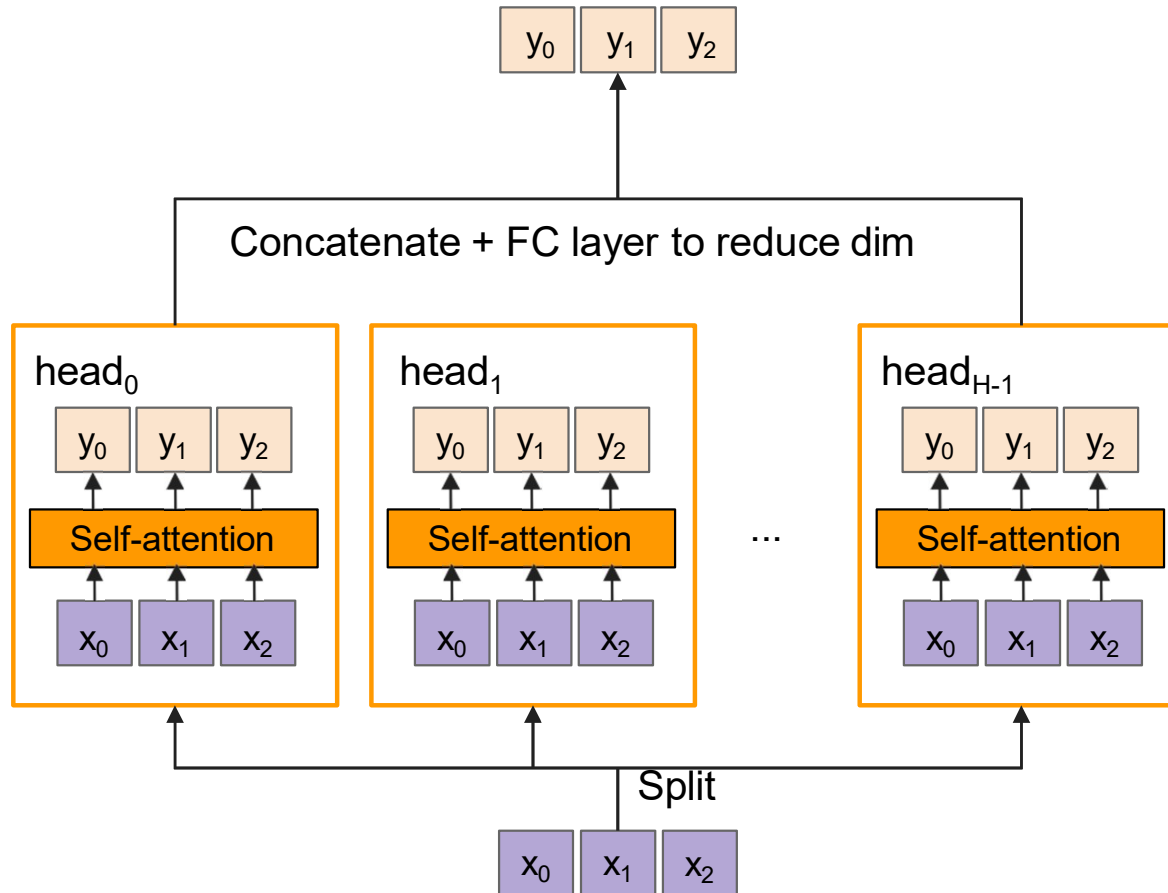 y₀ y₁ y₂
Concatenate + FC layer to reduce dim
head₀ head₁ head_H-1
y₀ y₁ y₂ y₀ y₁ y₂ y₀ y₁ y₂
Self-attention Self-attention ... Self-attention
x₀ x₁ x₂ x₀ x₁ x₂ x₀ x₁ x₂
Split
x₀ x₁ x₂